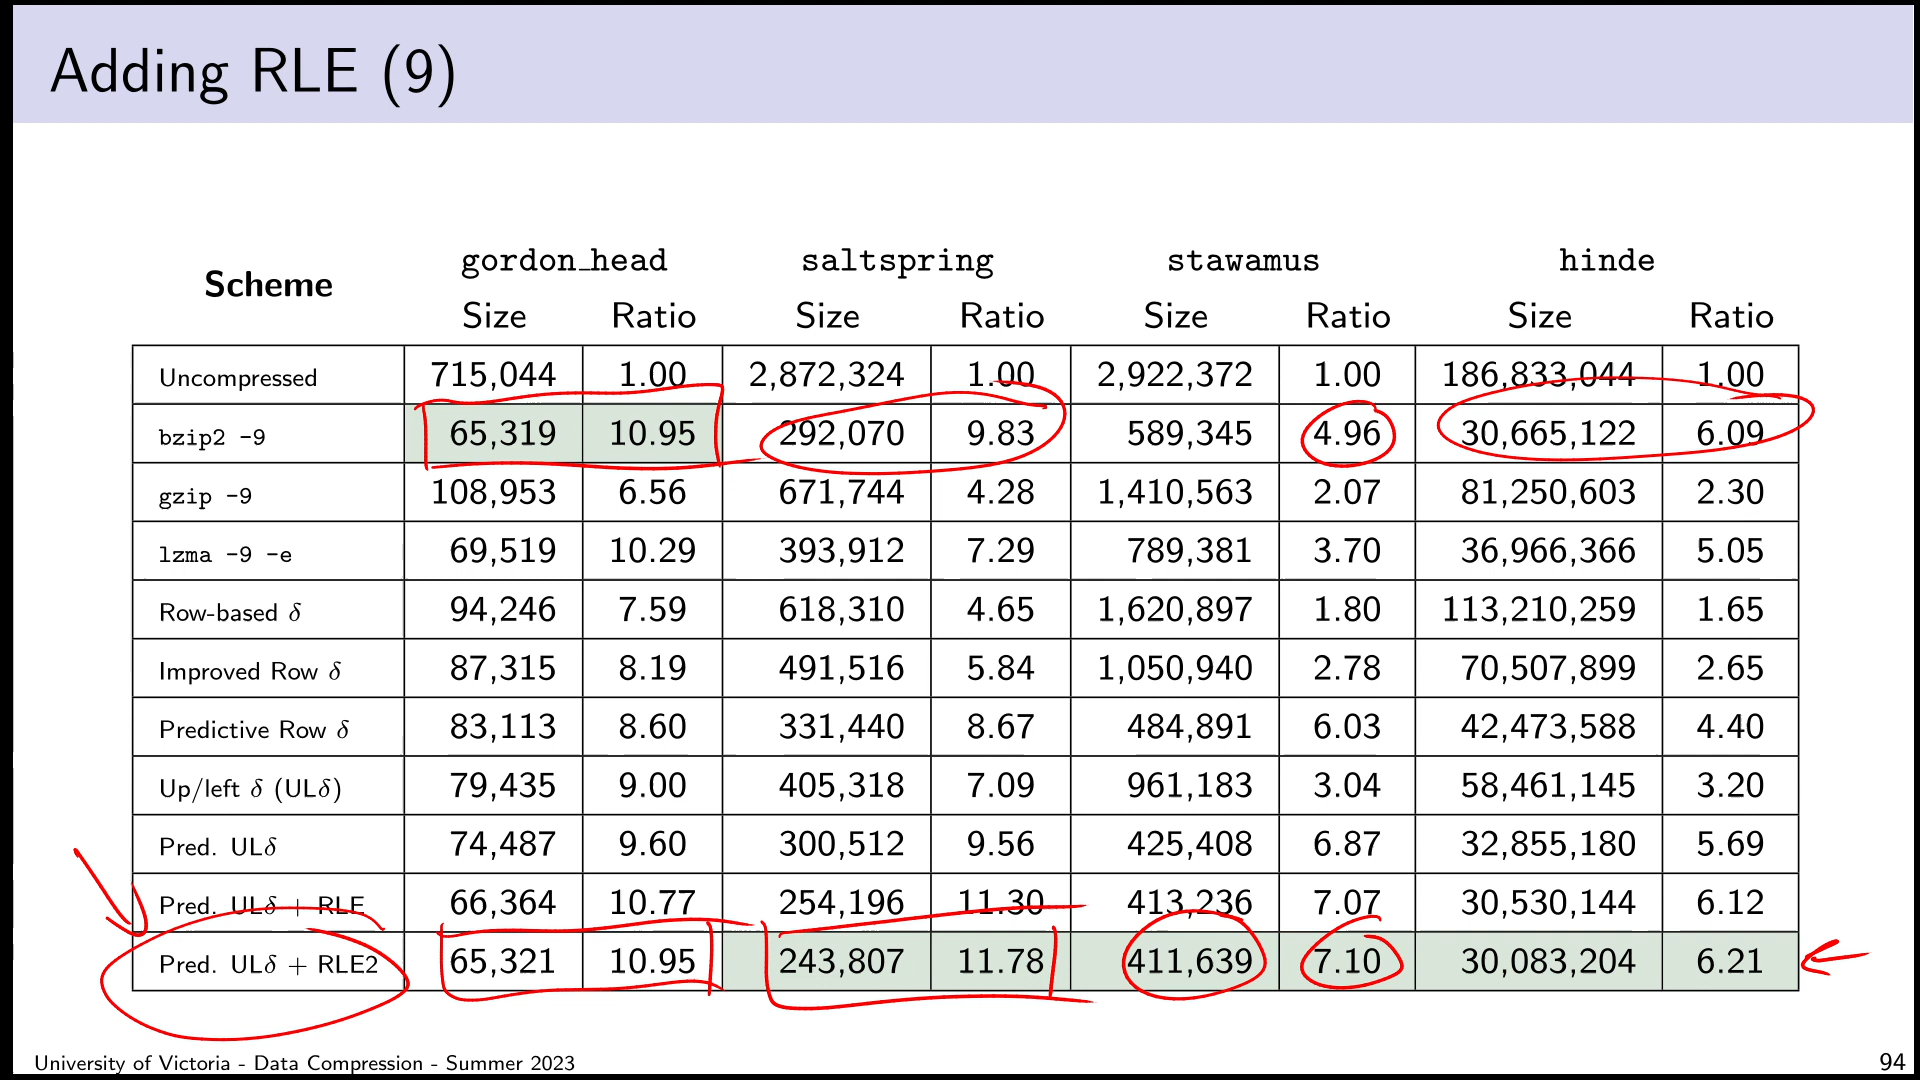 Adding RLE (9)
Scheme gordon_head saltspring stawamus hinde
Size Ratio Size Ratio Size Ratio Size Ratio
Uncompressed 715,044 1.00 2,872,324 1.00 2,922,372 1.00 186,833,044 1.00
bzip2 -9 65,319 10.95 292,070 9.83 589,345 4.96 30,665,122 6.09
gzip -9 108,953 6.56 671,744 4.28 1,410,563 2.07 81,250,603 2.30
lzma -9 -e 69,519 10.29 393,912 7.29 789,381 3.70 36,966,366 5.05
Row-based δ 94,246 7.59 618,310 4.65 1,620,897 1.80 113,210,259 1.65
Improved Row δ 87,315 8.19 491,516 5.84 1,050,940 2.78 70,507,899 2.65
Predictive Row δ 83,113 8.60 331,440 8.67 484,891 6.03 42,473,588 4.40
Up/left δ (ULδ) 79,435 9.00 405,318 7.09 961,183 3.04 58,461,145 3.20
Pred. ULδ 74,487 9.60 300,512 9.56 425,408 6.87 32,855,180 5.69
Pred. ULδ + RLE 66,364 10.77 254,196 11.30 413,236 7.07 30,530,144 6.12
Pred. ULδ + RLE2 65,321 10.95 243,807 11.78 411,639 7.10 30,083,204 6.21
University of Victoria - Data Compression - Summer 2023 94